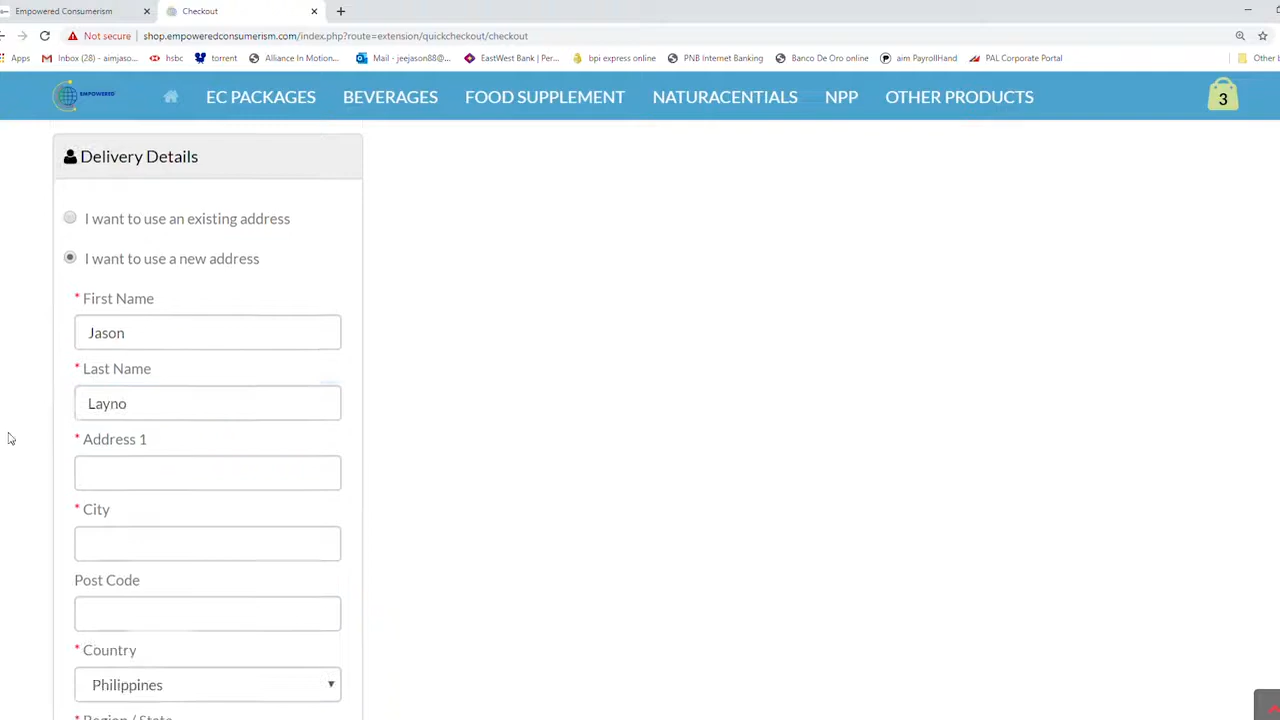 Empowered Consumerism
Checkout
Not secure
shop.empoweredconsumerism.com/index.php?route=extension/quickcheckout/checkout
Apps
Inbox (28) - aimjaso...
hsbc
torrent
Alliance In Motion...
Mail - jeejason88@...
EastWest Bank | Per...
bpi express online
PNB Internet Banking
Banco De Oro online
aim PayrollHand
PAL Corporate Portal
Other b
EMPOWERED
EC PACKAGES
BEVERAGES
FOOD SUPPLEMENT
NATURACENTIALS
NPP
OTHER PRODUCTS
3
Delivery Details
I want to use an existing address
I want to use a new address
* First Name
Jason
* Last Name
Layno
* Address 1
* City
Post Code
* Country
Philippines
* Region / State